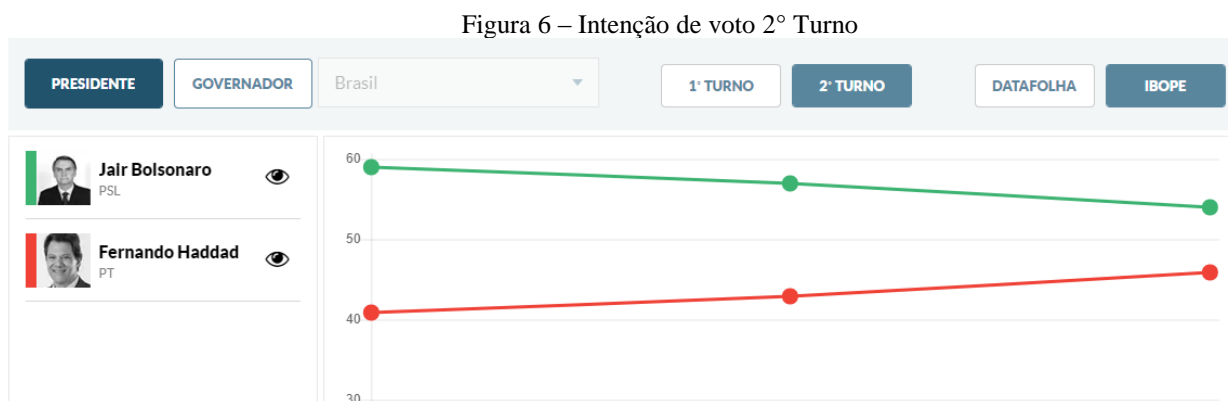 Figura 6 – Intenção de voto 2° Turno
PRESIDENTE GOVERNADOR Brasil 1° TURNO 2° TURNO DATAFOLHA IBOPE
Jair Bolsonaro
PSL
Fernando Haddad
PT
60
50
40
30